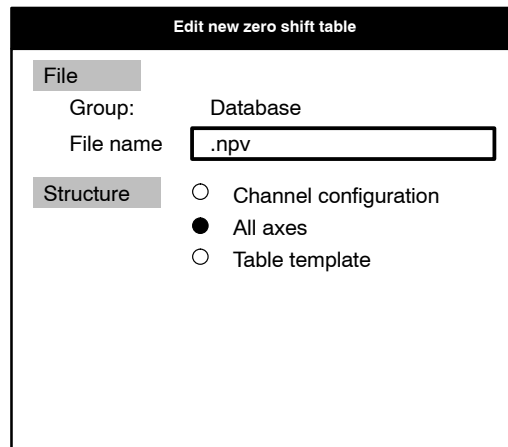 Edit new zero shift table
File
Group: Database
File name .npv
Structure Channel configuration
All axes
Table template